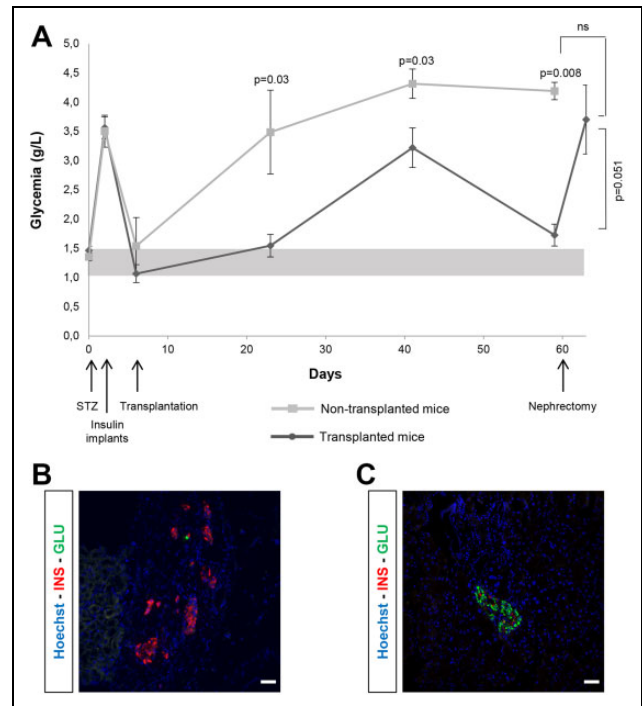 A
ns
5,0
4,5
4,0
3,5
3,0
2,5
2,0
1,5
1,0
0,5
0,0
Glycemia (g/L)
p=0.03
p=0.03
p=0.008
p=0.051
0
10
20
30
40
50
60
Days
STZ
Insulin
implants
Transplantation
Nephrectomy
Non-transplanted mice
Transplanted mice
B
Hoechst - INS - GLU
C
Hoechst - INS - GLU